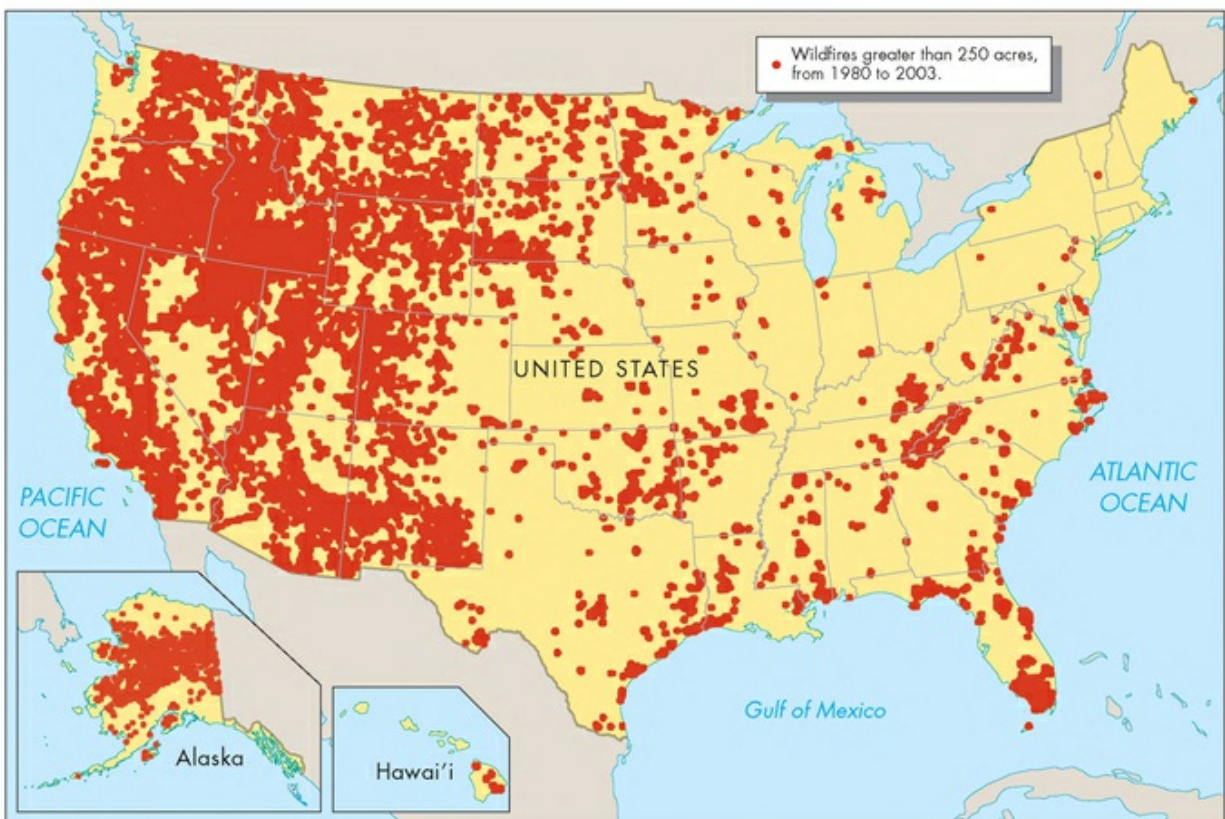 Wildfires greater than 250 acres,
from 1980 to 2003.
UNITED STATES
PACIFIC
OCEAN
ATLANTIC
OCEAN
Gulf of Mexico
Alaska
Hawai'i